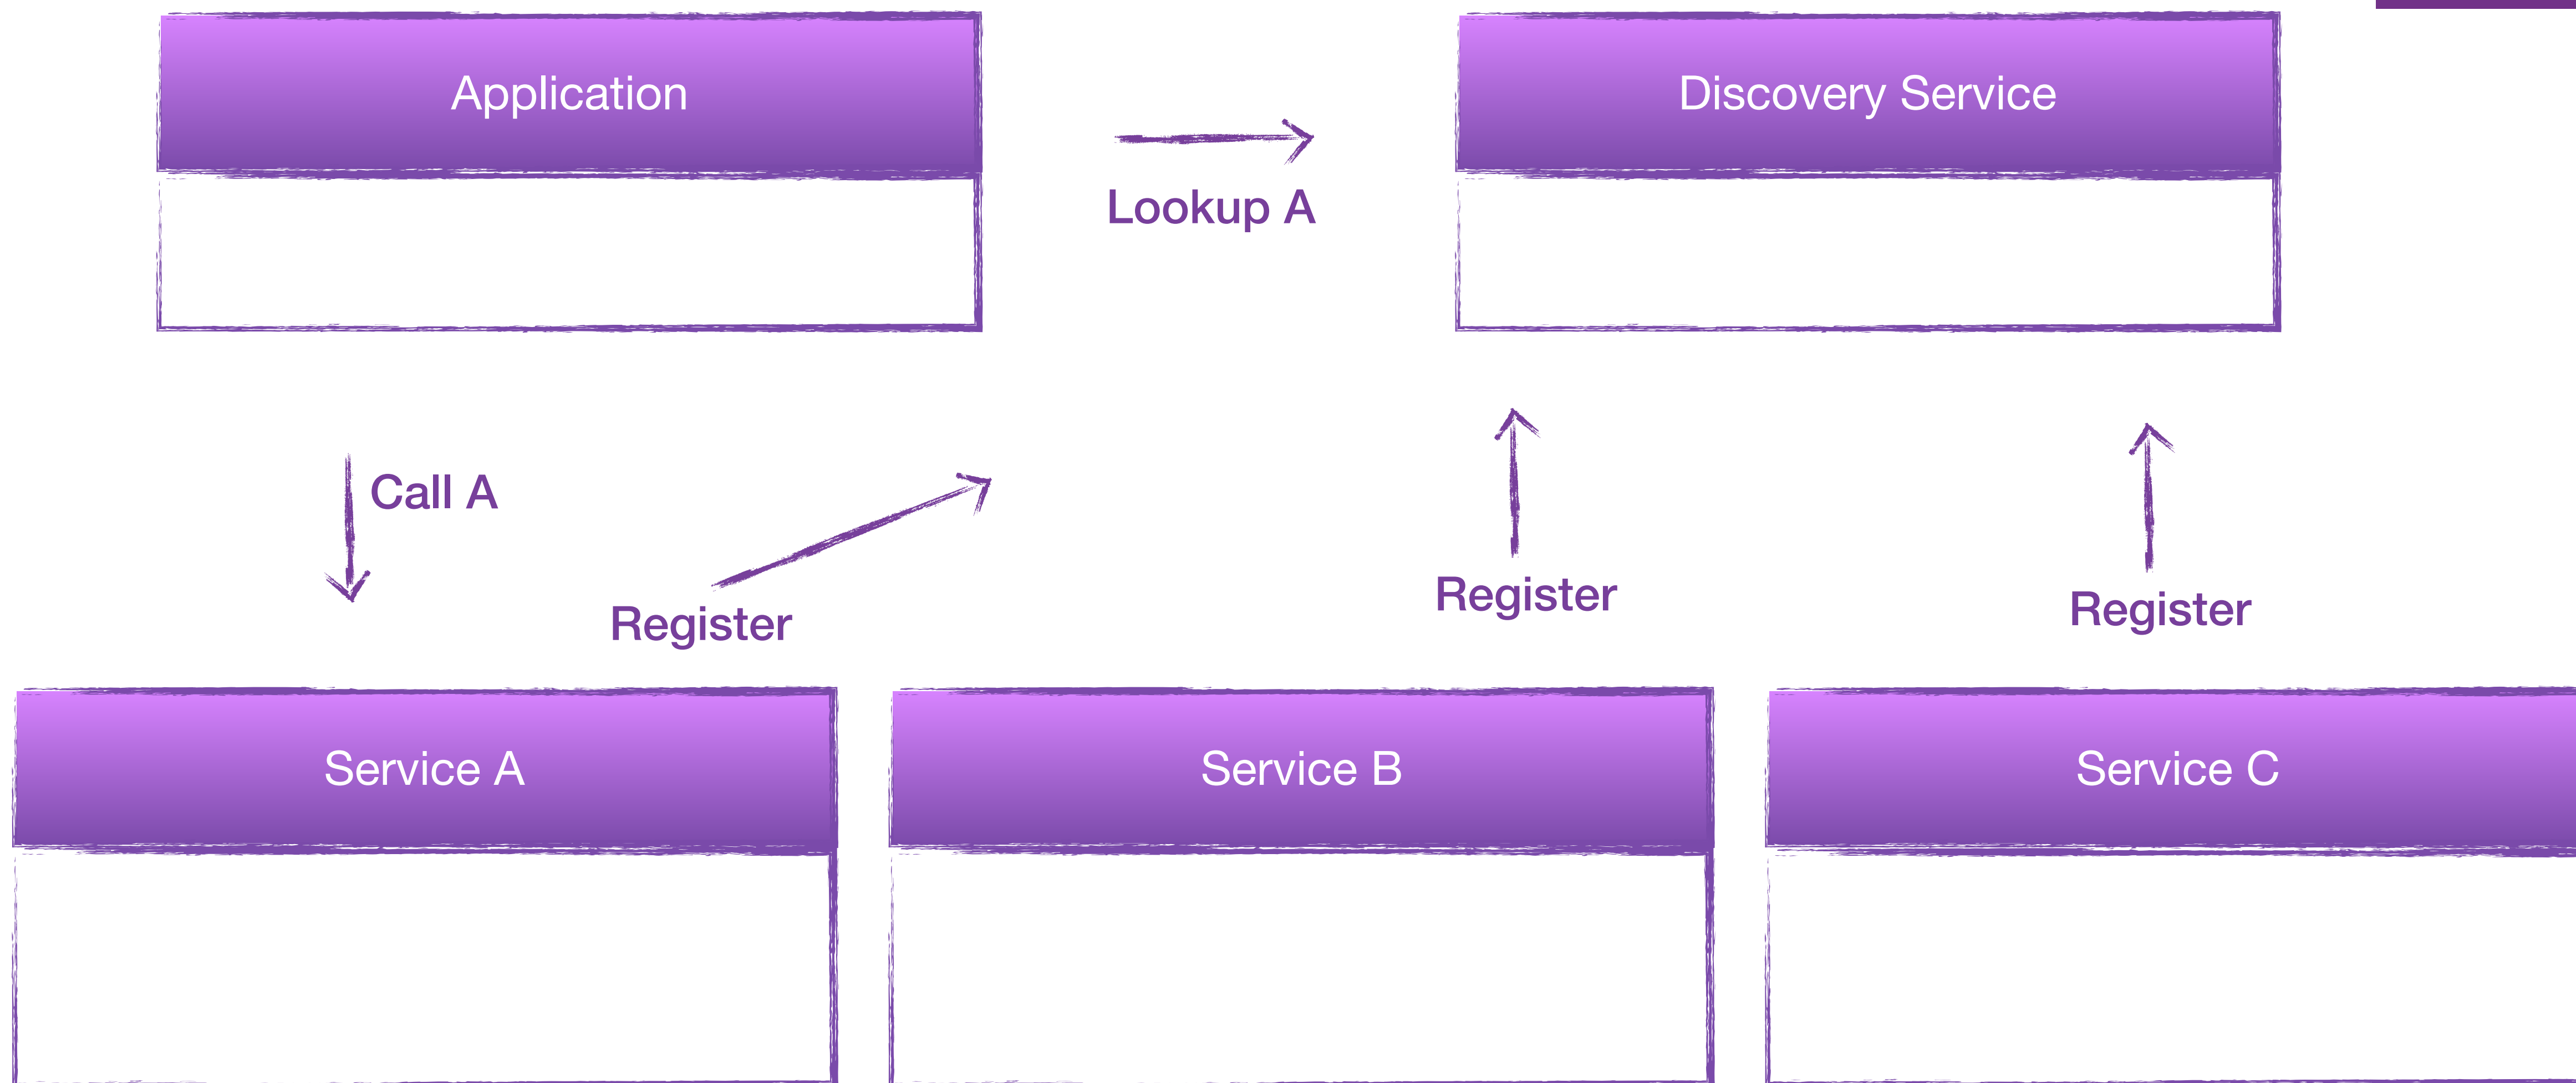 Application
Discovery Service
Lookup A
Call A
Register
Register
Register
Service A
Service B
Service C